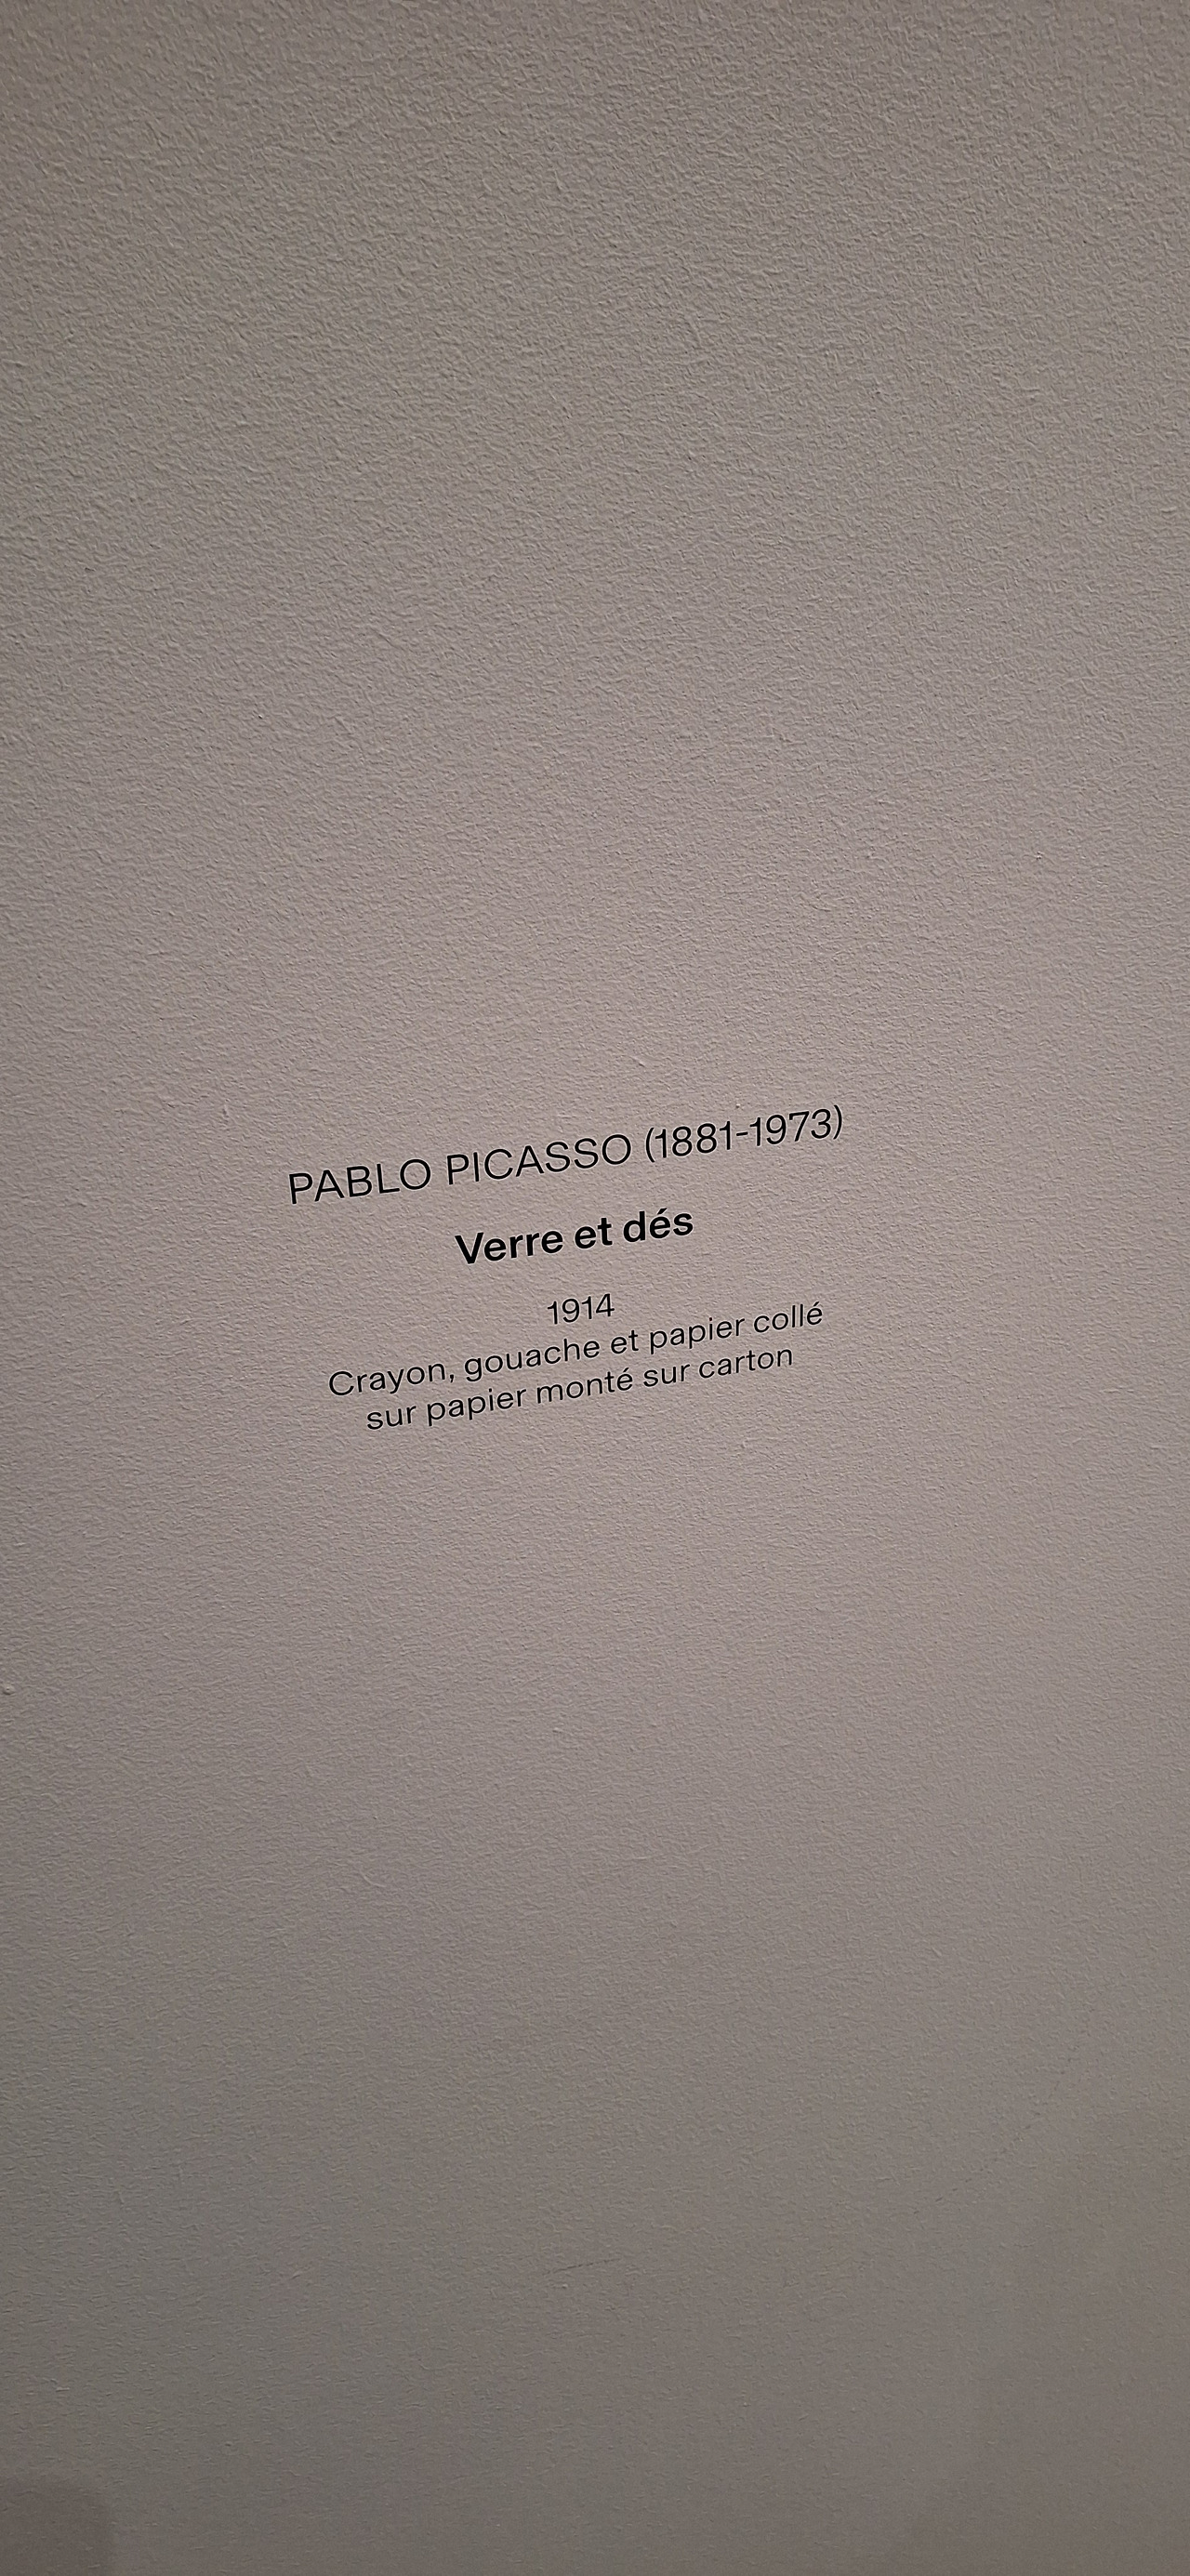 PABLO PICASSO (1881-1973)
Verre et dés
1914
Crayon, gouache et papier collé
sur papier monté sur carton